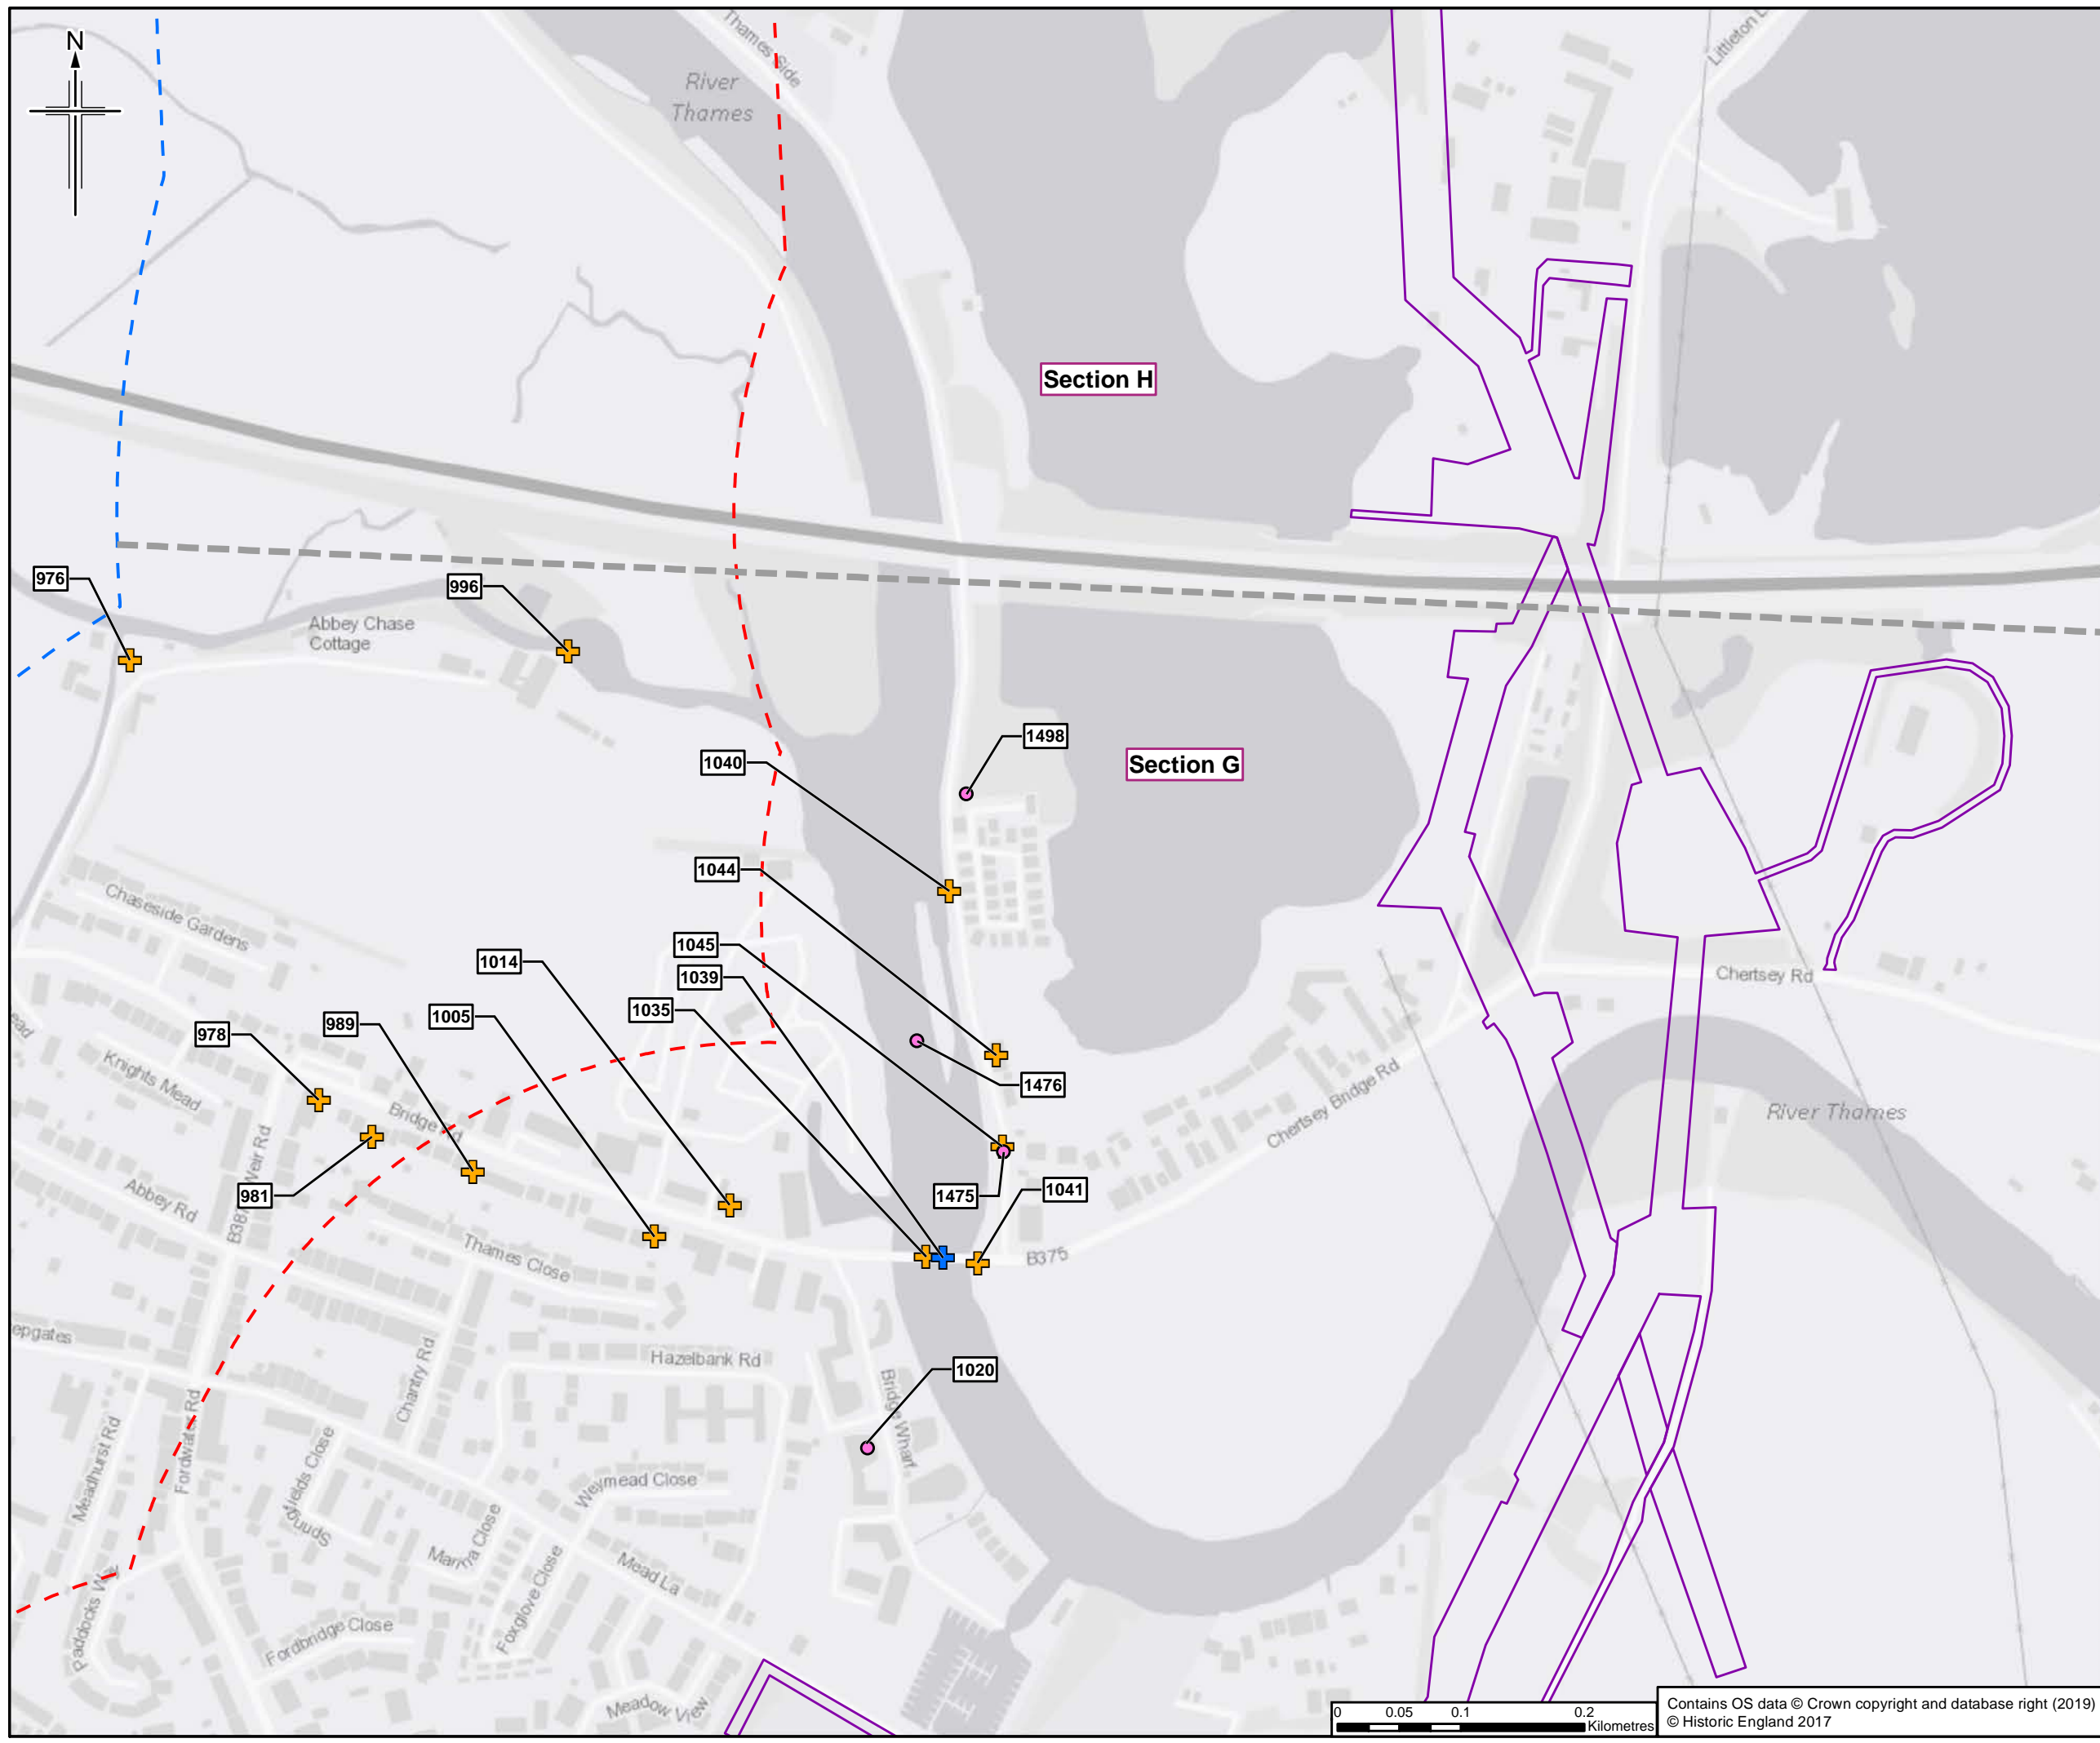 N
Thames Side
Littleton
River
Thames
Section H
976
996
Abbey Chase
Cottage
1498
1040
Section G
1044
Chaseside Gardens
1045
1014
1039
Chertsey Rd
1035
1005
989
978
1476
Knights Mead
Bridge Rd
Chertsey Bridge Rd
River Thames
Weir Rd
981
Abbey Rd
1475
1041
Thames Close
B375
epgates
Hazelbank Rd
Chantry Rd
1020
Bridge Wharf
Fordwater Rd
Meadhurst Rd
Weymead Close
Marina Close
Mead La
Foxglove Close
Paddocks Way
Fordbridge Close
Meadow View
0 0.05 0.1 0.2
Kilometres
Contains OS data © Crown copyright and database right (2019)
© Historic England 2017